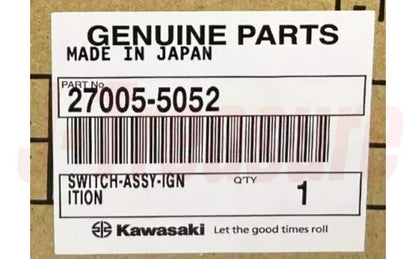 GENUINE PARTS
MADE IN JAPAN
PART No.
27005-5052
SWITCH-ASSY-IGN
ITION
Q'TY
1
Kawasaki Let the good times roll